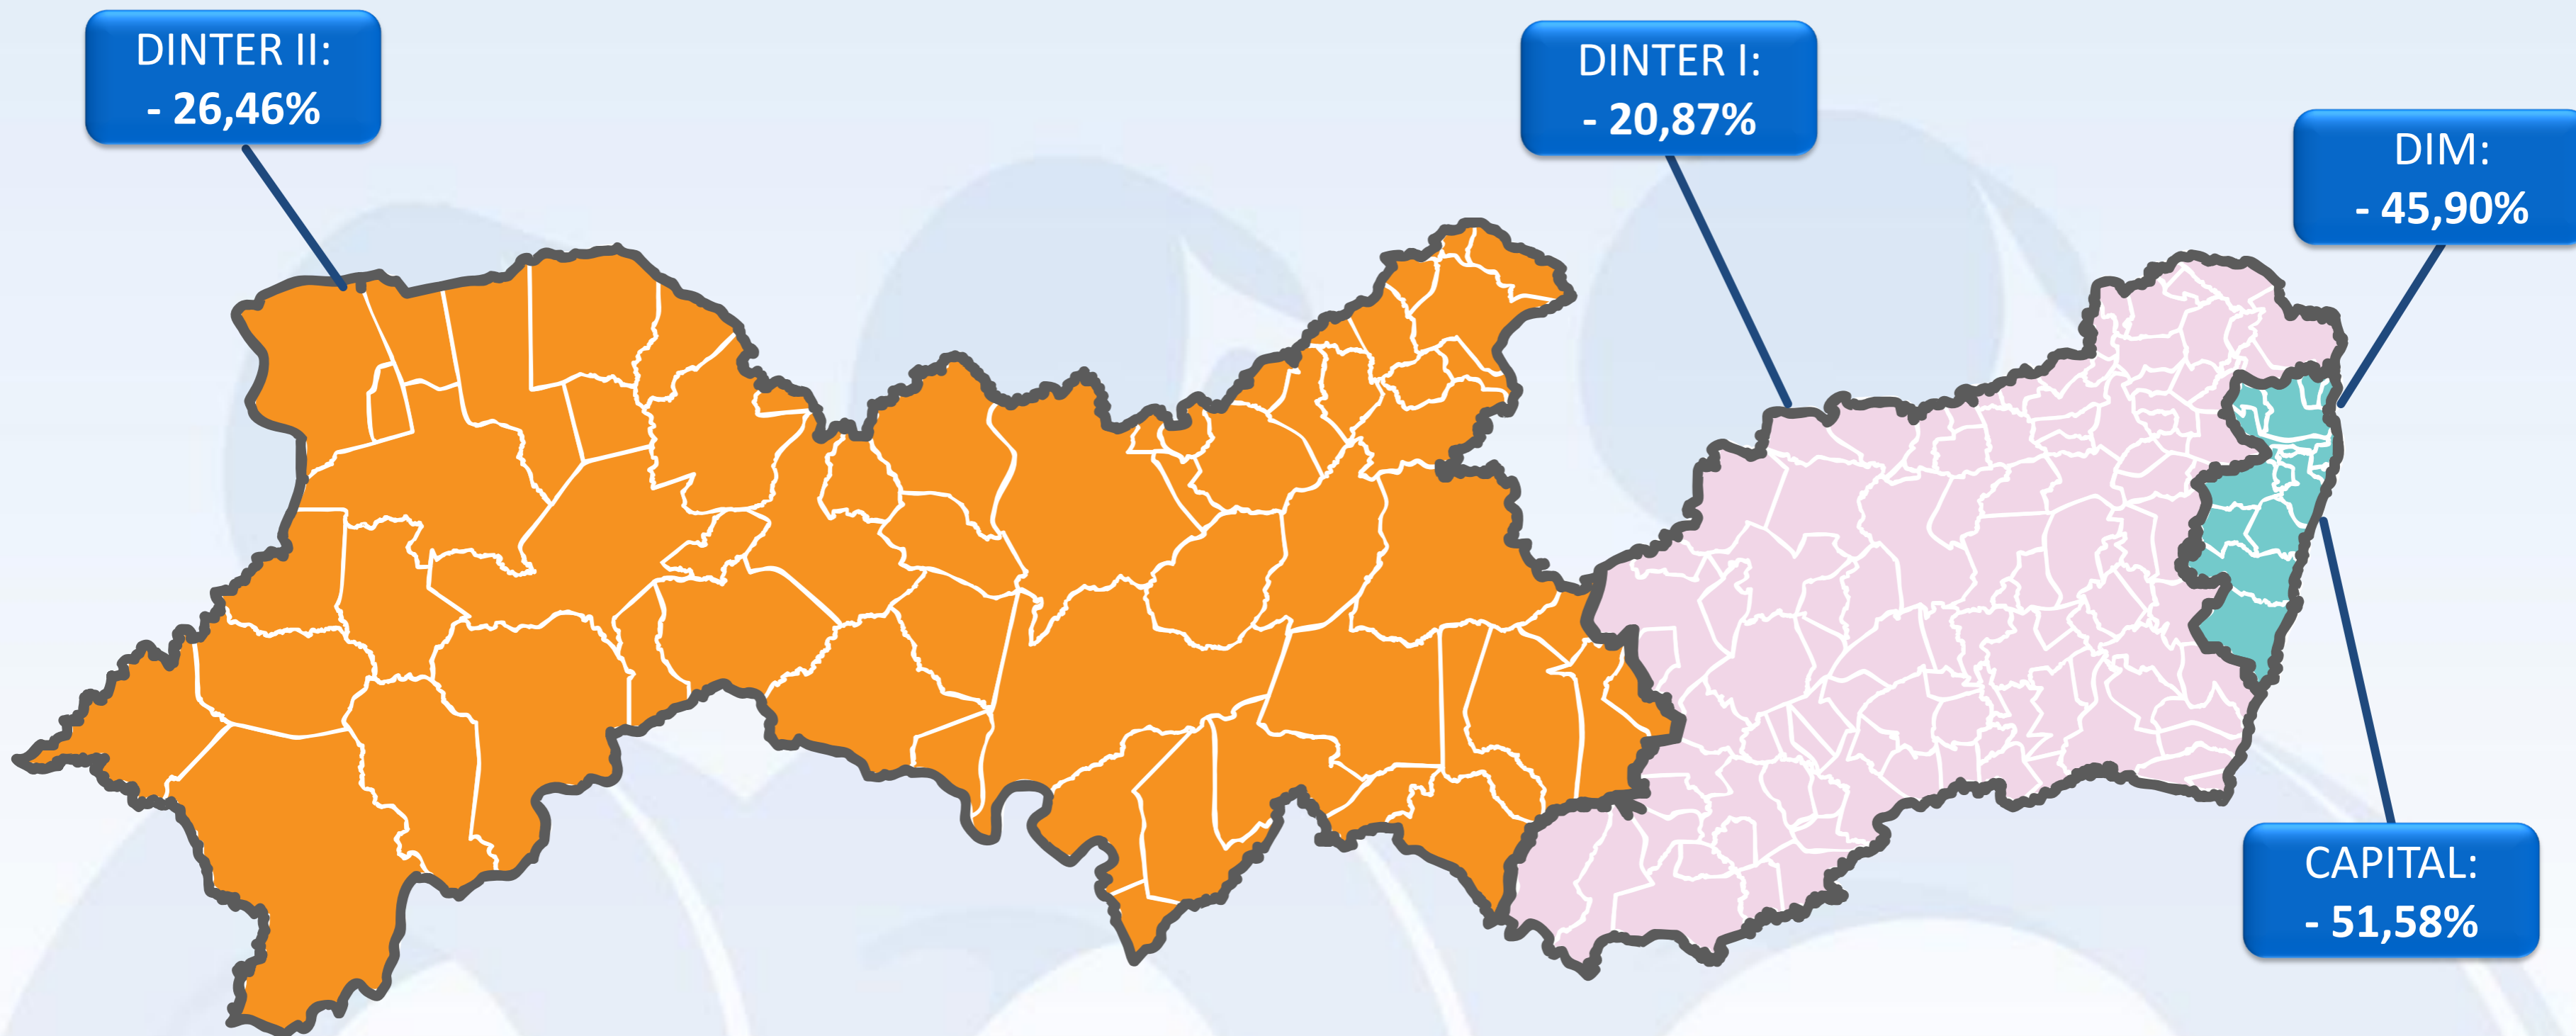 DINTER II:
- 26,46%
DINTER I:
- 20,87%
DIM:
- 45,90%
CAPITAL:
- 51,58%